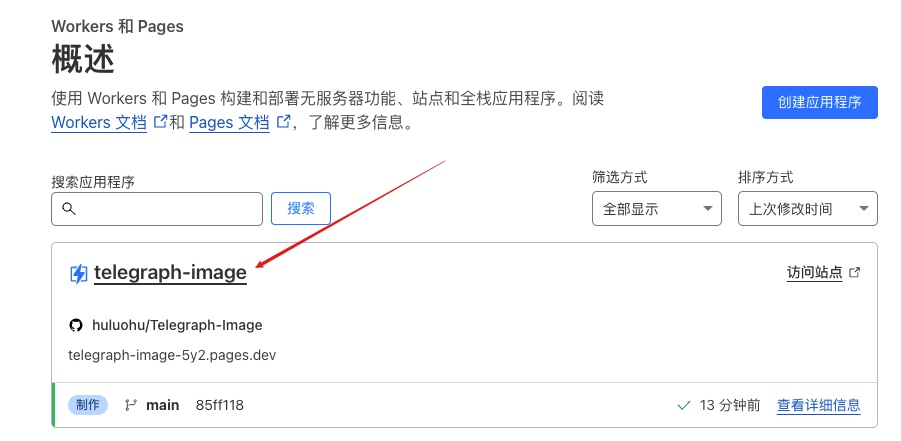 Workers 和 Pages
概述
使用 Workers 和 Pages 构建和部署无服务器功能、站点和全栈应用程序。阅读
Workers 文档 和 Pages 文档 ，了解更多信息。
创建应用程序
搜索应用程序
搜索
筛选方式
全部显示
排序方式
上次修改时间
telegraph-image
访问站点
huluohu/Telegraph-Image
telegraph-image-5y2.pages.dev
制作 main 85ff118
13 分钟前 查看详细信息